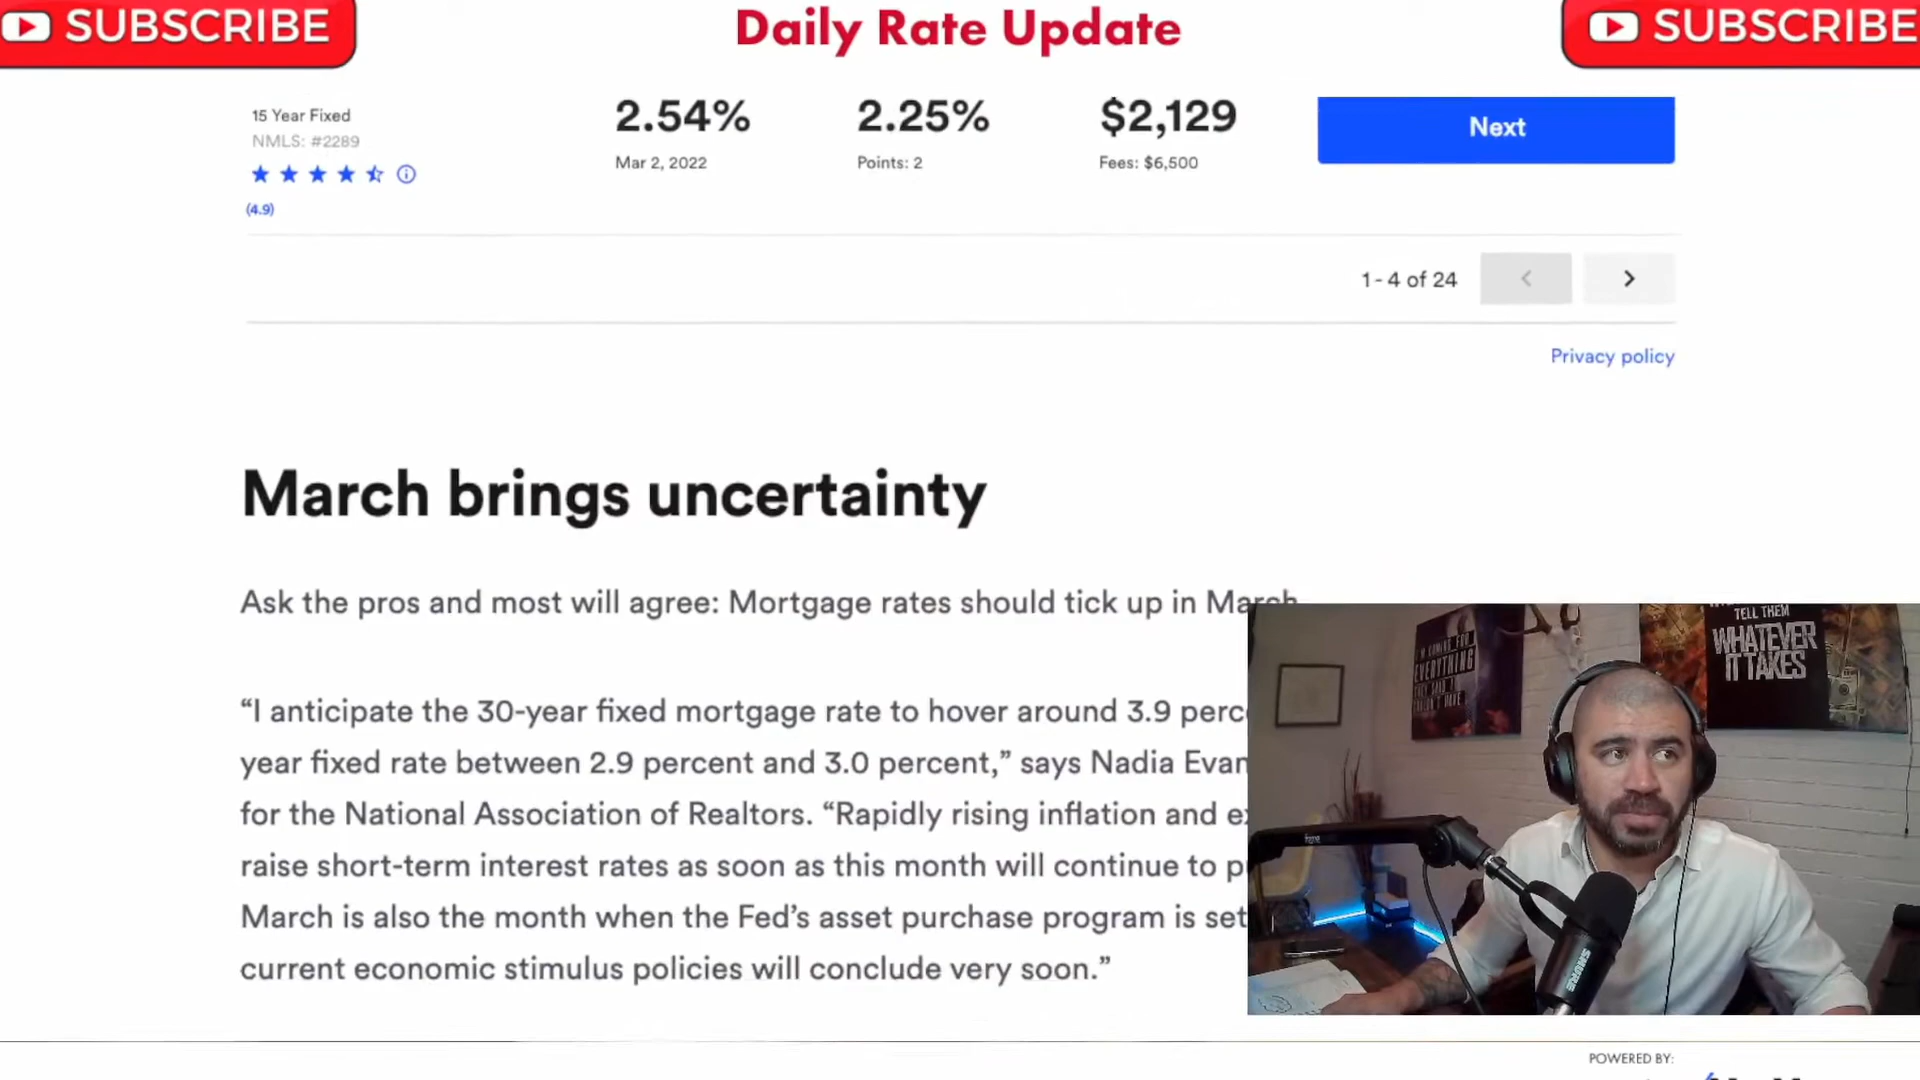 SUBSCRIBE
Daily Rate Update
SUBSCRIBE
15 Year Fixed
NMLS: #2289
(4.9)
2.54%
Mar 2, 2022
2.25%
Points: 2
$2,129
Fees: $6,500
Next
1 - 4 of 24
Privacy policy
March brings uncertainty
Ask the pros and most will agree: Mortgage rates should tick up in March
“I anticipate the 30-year fixed mortgage rate to hover around 3.9 perc
year fixed rate between 2.9 percent and 3.0 percent,” says Nadia Evan
for the National Association of Realtors. “Rapidly rising inflation and e
raise short-term interest rates as soon as this month will continue to p
March is also the month when the Fed’s asset purchase program is set
current economic stimulus policies will conclude very soon.”
EVERYTHING
TELL THEM
WHATEVER
IT TAKES
SHURE
POWERED BY: